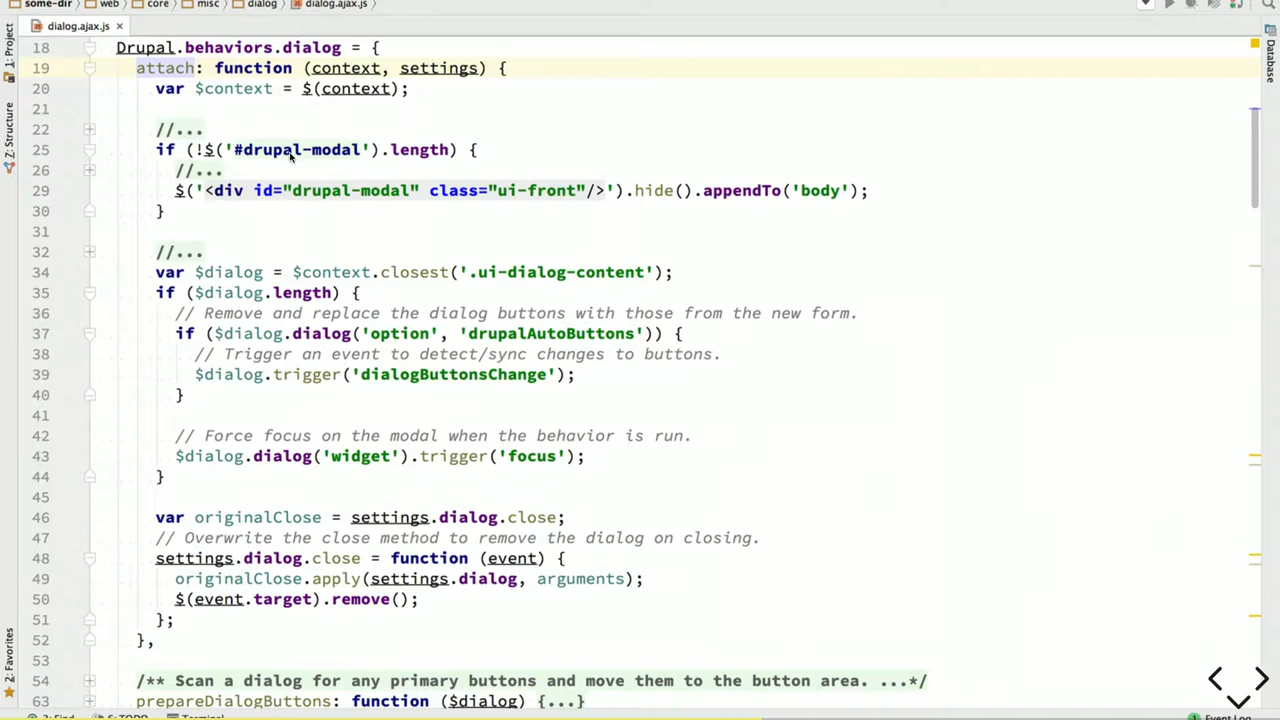 some-dir web core misc dialog dialog.ajax.js
dialog.ajax.js
18 Drupal.behaviors.dialog = {
19 attach: function (context, settings) {
20 var $context = $(context);
21
22 //...
25 if (!$('#drupal-modal').length) {
26 //...
29 $('<div id="drupal-modal" class="ui-front"/>').hide().appendTo('body');
30 }
31
32 //...
34 var $dialog = $context.closest('.ui-dialog-content');
35 if ($dialog.length) {
36 // Remove and replace the dialog buttons with those from the new form.
37 if ($dialog.dialog('option', 'drupalAutoButtons')) {
38 // Trigger an event to detect/sync changes to buttons.
39 $dialog.trigger('dialogButtonsChange');
40 }
41
42 // Force focus on the modal when the behavior is run.
43 $dialog.dialog('widget').trigger('focus');
44 }
45
46 var originalClose = settings.dialog.close;
47 // Overwrite the close method to remove the dialog on closing.
48 settings.dialog.close = function (event) {
49 originalClose.apply(settings.dialog, arguments);
50 $(event.target).remove();
51 };
52 },
53
54 /** Scan a dialog for any primary buttons and move them to the button area. ...*/
63 prepareDialogButtons: function ($dialog) {...}
1: Project
7: Structure
2: Favorites
Database
3: Find 6: TODO Terminal
Event Log